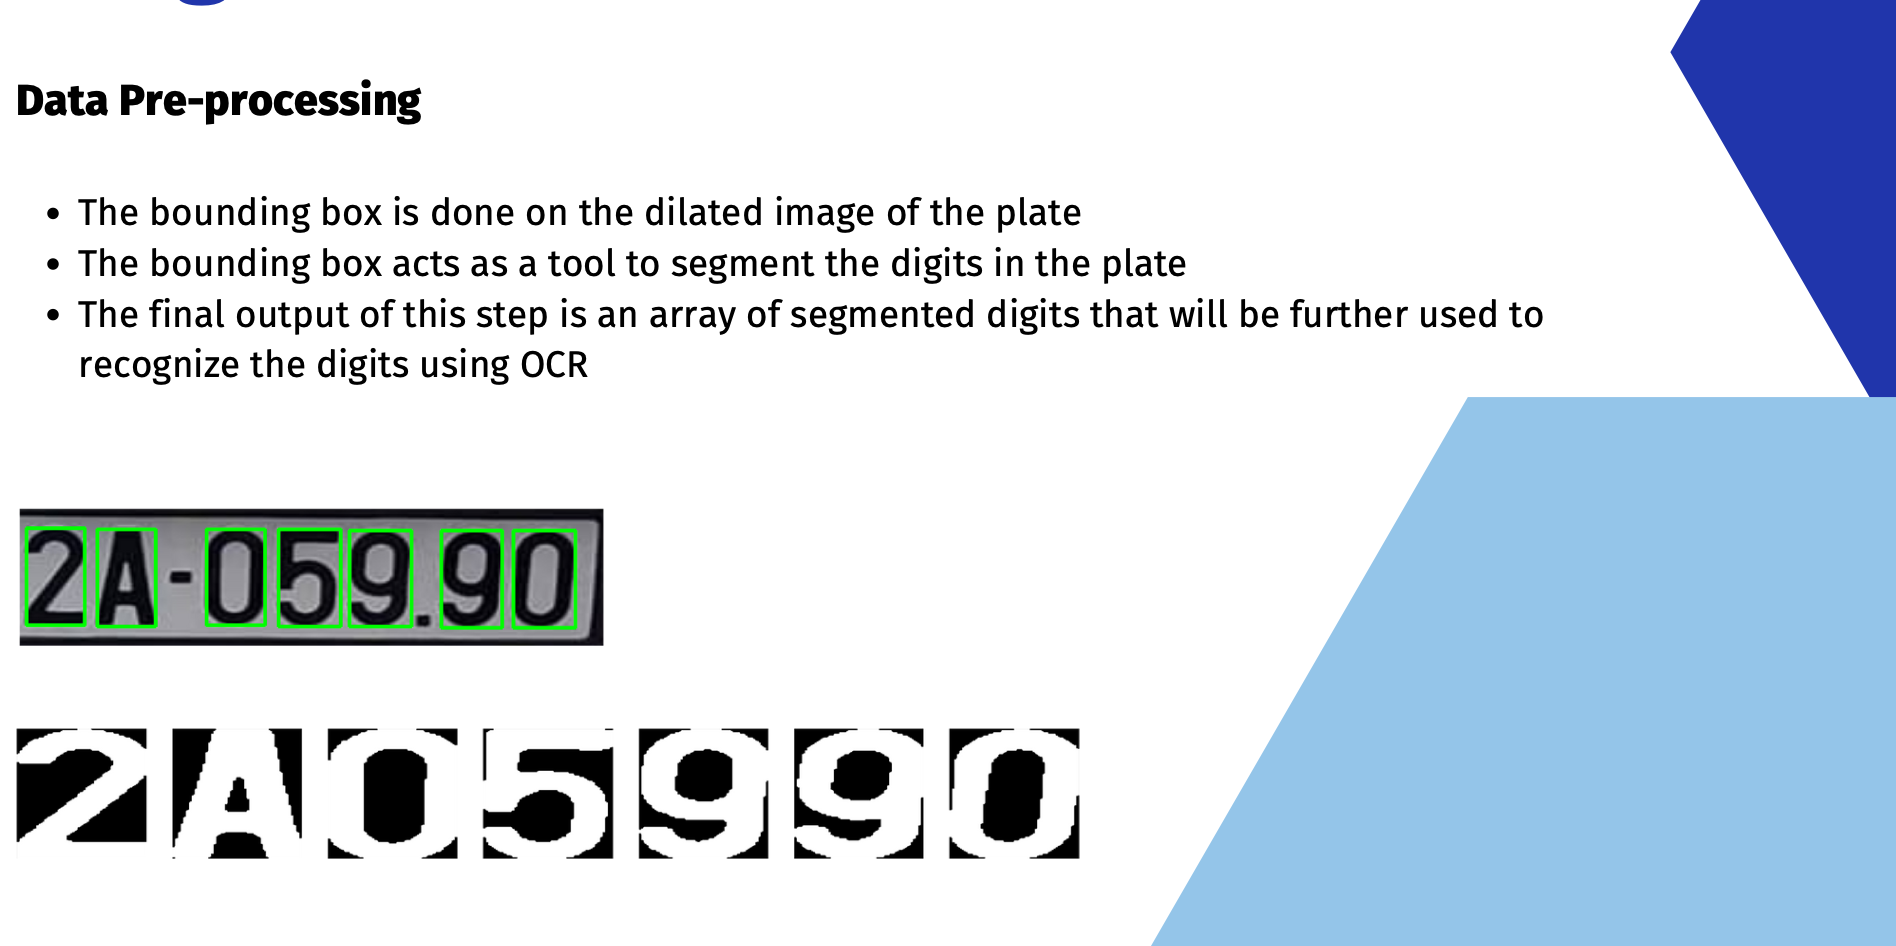 Data Pre-processing
• The bounding box is done on the dilated image of the plate
• The bounding box acts as a tool to segment the digits in the plate
• The final output of this step is an array of segmented digits that will be further used to
recognize the digits using OCR
2A-059.90
2A05990